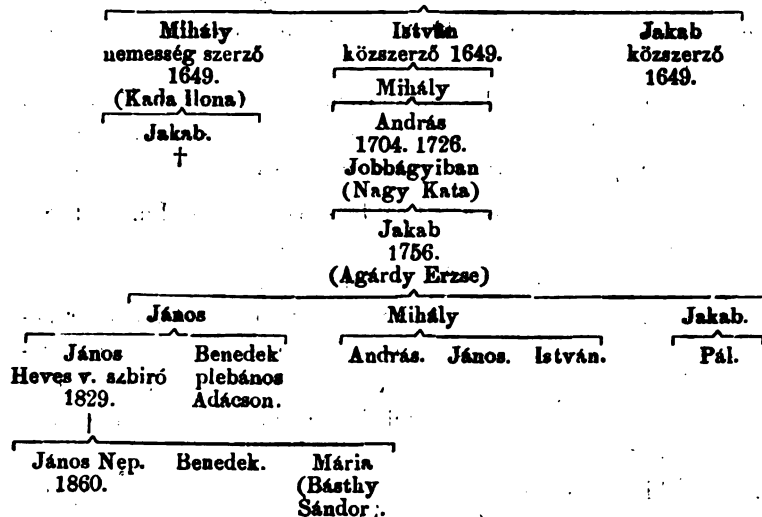 Mihály István Jakab
nemesség szerző közszerző 1649. közszerző
1649. 1649.
(Kada Ilona) Mihály
Jakab. András
† 1704. 1726.
Jobbágyiban
(Nagy Kata)
Jakab
1756.
(Agárdy Erzse)
János Mihály Jakab.
János Benedek András. János. István. Pál.
Heves v. szbiró plebános
1829. Adácson.
János Nep. Benedek. Mária
1860. (Básthy
Sándor.